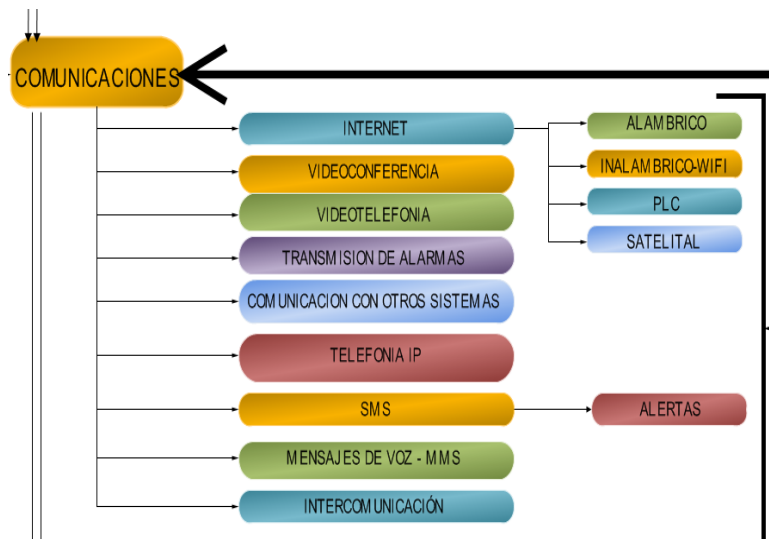 COMUNICACIONES
INTERNET
ALAMBRICO
INALAMBRICO-WIFI
PLC
SATELITAL
VIDEOCONFERENCIA
VIDEOTELEFONIA
TRANSMISION DE ALARMAS
COMUNICACION CON OTROS SISTEMAS
TELEFONIA IP
SMS
ALERTAS
MENSAJES DE VOZ - MMS
INTERCOMUNICACIÓN